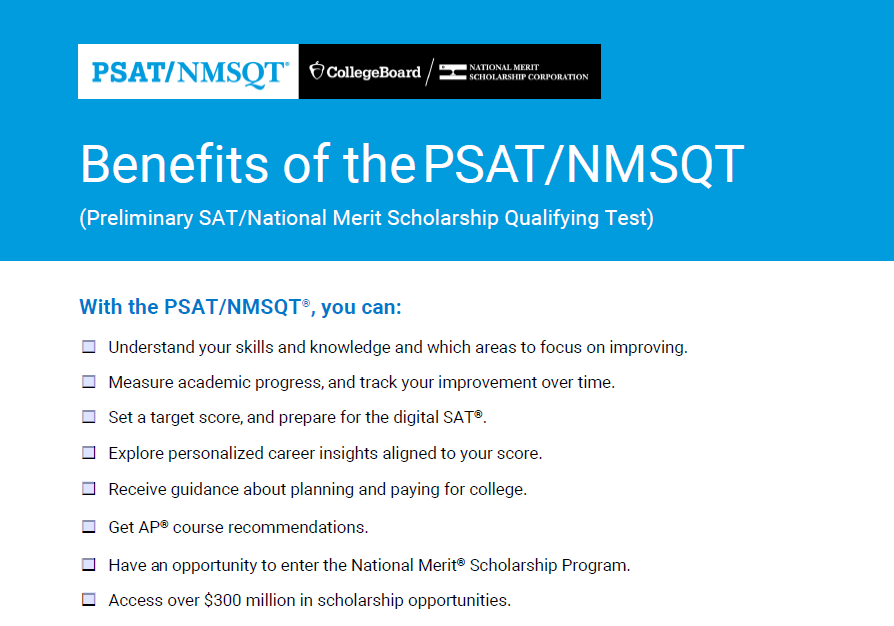 PSAT/NMSQT®
CollegeBoard
NATIONAL MERIT
SCHOLARSHIP CORPORATION
Benefits of the PSAT/NMSQT
(Preliminary SAT/National Merit Scholarship Qualifying Test)
With the PSAT/NMSQT®, you can:
Understand your skills and knowledge and which areas to focus on improving.
Measure academic progress, and track your improvement over time.
Set a target score, and prepare for the digital SAT®.
Explore personalized career insights aligned to your score.
Receive guidance about planning and paying for college.
Get AP® course recommendations.
Have an opportunity to enter the National Merit® Scholarship Program.
Access over $300 million in scholarship opportunities.